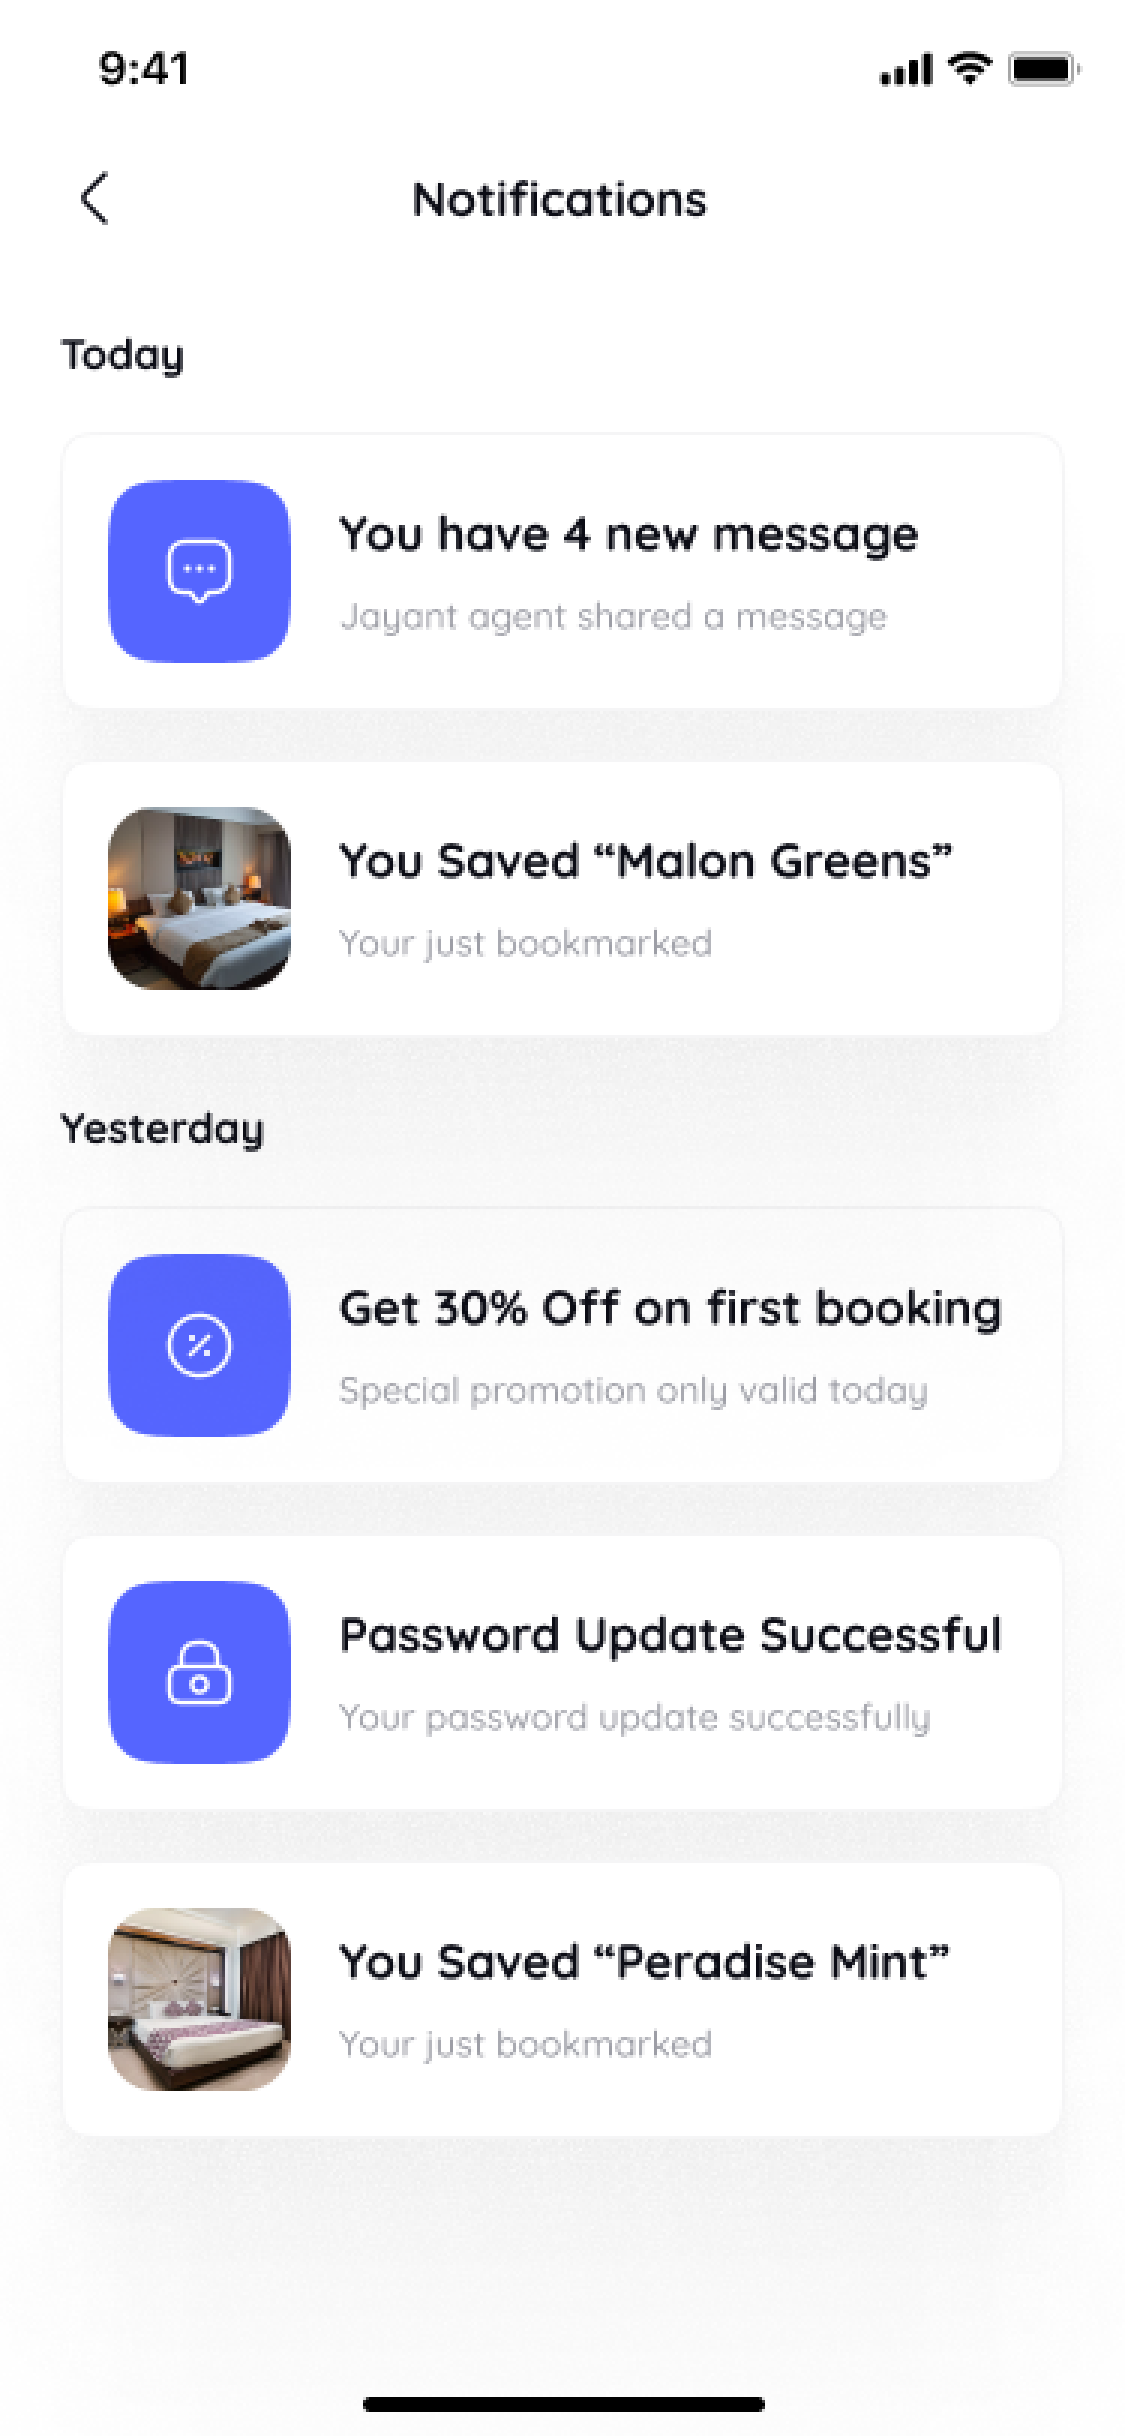 9:41
Notifications
Today
You have 4 new message
Jayant agent shared a message
You Saved “Malon Greens”
Your just bookmarked
Yesterday
Get 30% Off on first booking
Special promotion only valid today
Password Update Successful
Your password update successfully
You Saved “Peradise Mint”
Your just bookmarked